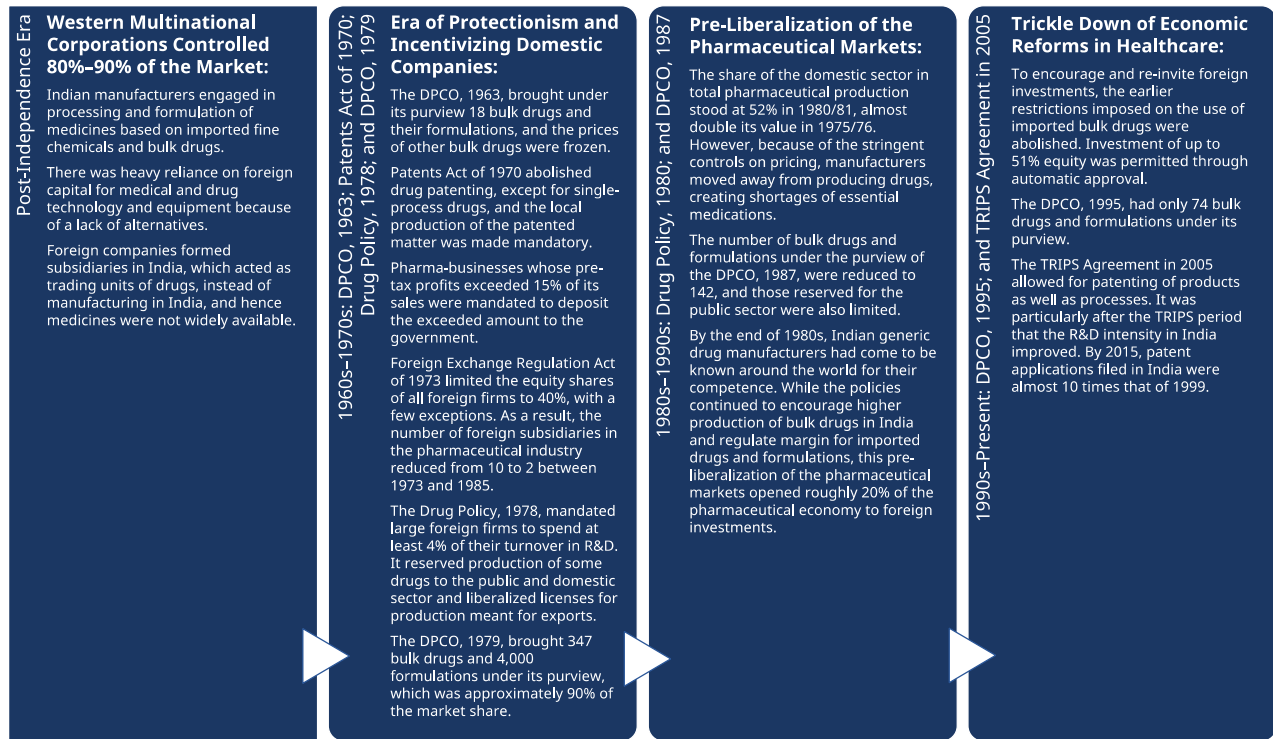 Post-Independence Era
Western Multinational
Corporations Controlled
80%–90% of the Market:
Indian manufacturers engaged in
processing and formulation of
medicines based on imported fine
chemicals and bulk drugs.
There was heavy reliance on foreign
capital for medical and drug
technology and equipment because
of a lack of alternatives.
Foreign companies formed
subsidiaries in India, which acted as
trading units of drugs, instead of
manufacturing in India, and hence
medicines were not widely available.
1960s–1970s: DPCO, 1963; Patents Act of 1970;
Drug Policy, 1978; and DPCO, 1979
Era of Protectionism and
Incentivizing Domestic
Companies:
The DPCO, 1963, brought under
its purview 18 bulk drugs and
their formulations, and the prices
of other bulk drugs were frozen.
Patents Act of 1970 abolished
drug patenting, except for single-
process drugs, and the local
production of the patented
matter was made mandatory.
Pharma-businesses whose pre-
tax profits exceeded 15% of its
sales were mandated to deposit
the exceeded amount to the
government.
Foreign Exchange Regulation Act
of 1973 limited the equity shares
of all foreign firms to 40%, with a
few exceptions. As a result, the
number of foreign subsidiaries in
the pharmaceutical industry
reduced from 10 to 2 between
1973 and 1985.
The Drug Policy, 1978, mandated
large foreign firms to spend at
least 4% of their turnover in R&D.
It reserved production of some
drugs to the public and domestic
sector and liberalized licenses for
production meant for exports.
The DPCO, 1979, brought 347
bulk drugs and 4,000
formulations under its purview,
which was approximately 90% of
the market share.
1980s–1990s: Drug Policy, 1980; and DPCO, 1987
Pre-Liberalization of the
Pharmaceutical Markets:
The share of the domestic sector in
total pharmaceutical production
stood at 52% in 1980/81, almost
double its value in 1975/76.
However, because of the stringent
controls on pricing, manufacturers
moved away from producing drugs,
creating shortages of essential
medications.
The number of bulk drugs and
formulations under the purview of
the DPCO, 1987, were reduced to
142, and those reserved for the
public sector were also limited.
By the end of 1980s, Indian generic
drug manufacturers had come to be
known around the world for their
competence. While the policies
continued to encourage higher
production of bulk drugs in India
and regulate margin for imported
drugs and formulations, this pre-
liberalization of the pharmaceutical
markets opened roughly 20% of the
pharmaceutical economy to foreign
investments.
1990s–Present: DPCO, 1995; and TRIPS Agreement in 2005
Trickle Down of Economic
Reforms in Healthcare:
To encourage and re-invite foreign
investments, the earlier
restrictions imposed on the use of
imported bulk drugs were
abolished. Investment of up to
51% equity was permitted through
automatic approval.
The DPCO, 1995, had only 74 bulk
drugs and formulations under its
purview.
The TRIPS Agreement in 2005
allowed for patenting of products
as well as processes. It was
particularly after the TRIPS period
that the R&D intensity in India
improved. By 2015, patent
applications filed in India were
almost 10 times that of 1999.